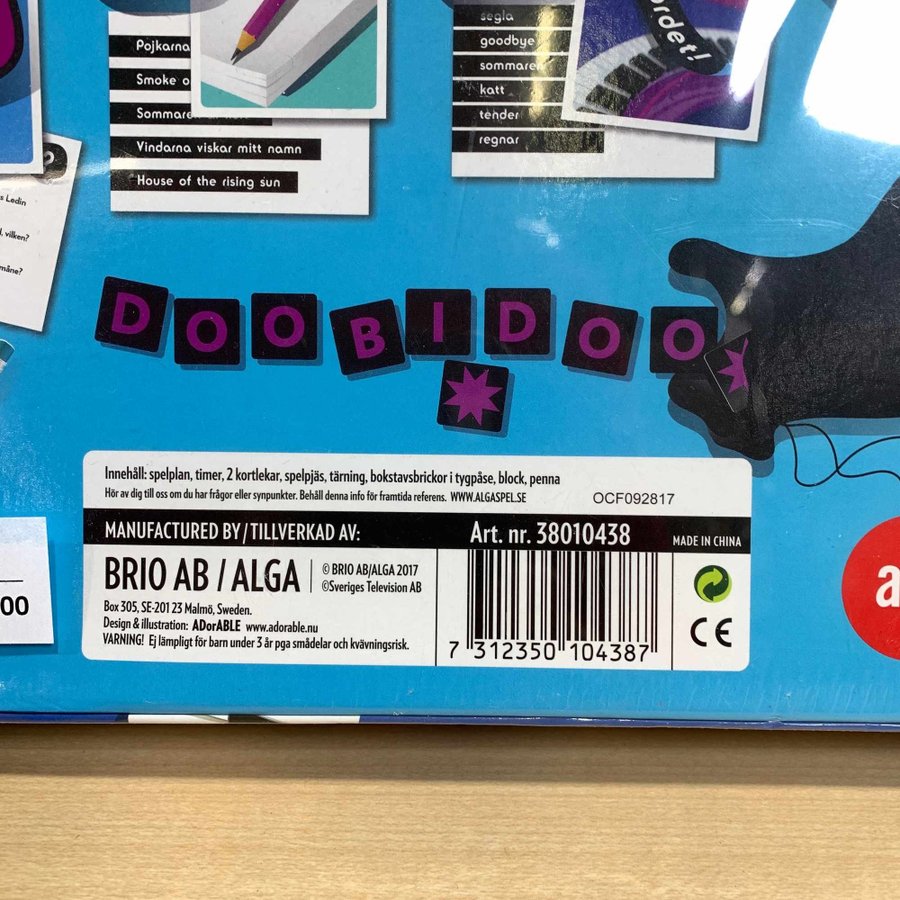 Pojkarna
Smoke o
Sommaren
Vindarna viskar mitt namn
House of the rising sun
segla
goodbye
sommaren
katt
tender
regnar
ordet!
s Ledin
vilken?
måne?
DOOBIDOO
Innehåll: spelplan, timer, 2 kortlekar, spelpjäs, tärning, bokstavsbrickor i tygpåse, block, penna
Hör av dig till oss om du har frågor eller synpunkter. Behåll denna info för framtida referens. WWW.ALGASPEL.SE
OCF092817
MANUFACTURED BY/TILLVERKAD AV:
Art. nr. 38010438
MADE IN CHINA
BRIO AB / ALGA
© BRIO AB/ALGA 2017
©Sveriges Television AB
Box 305, SE-201 23 Malmö, Sweden.
Design & illustration: ADorABLE www.adorable.nu
VARNING! Ej lämpligt för barn under 3 år pga smådelar och kvävningsrisk.
7 312350 104387
CE
00
a